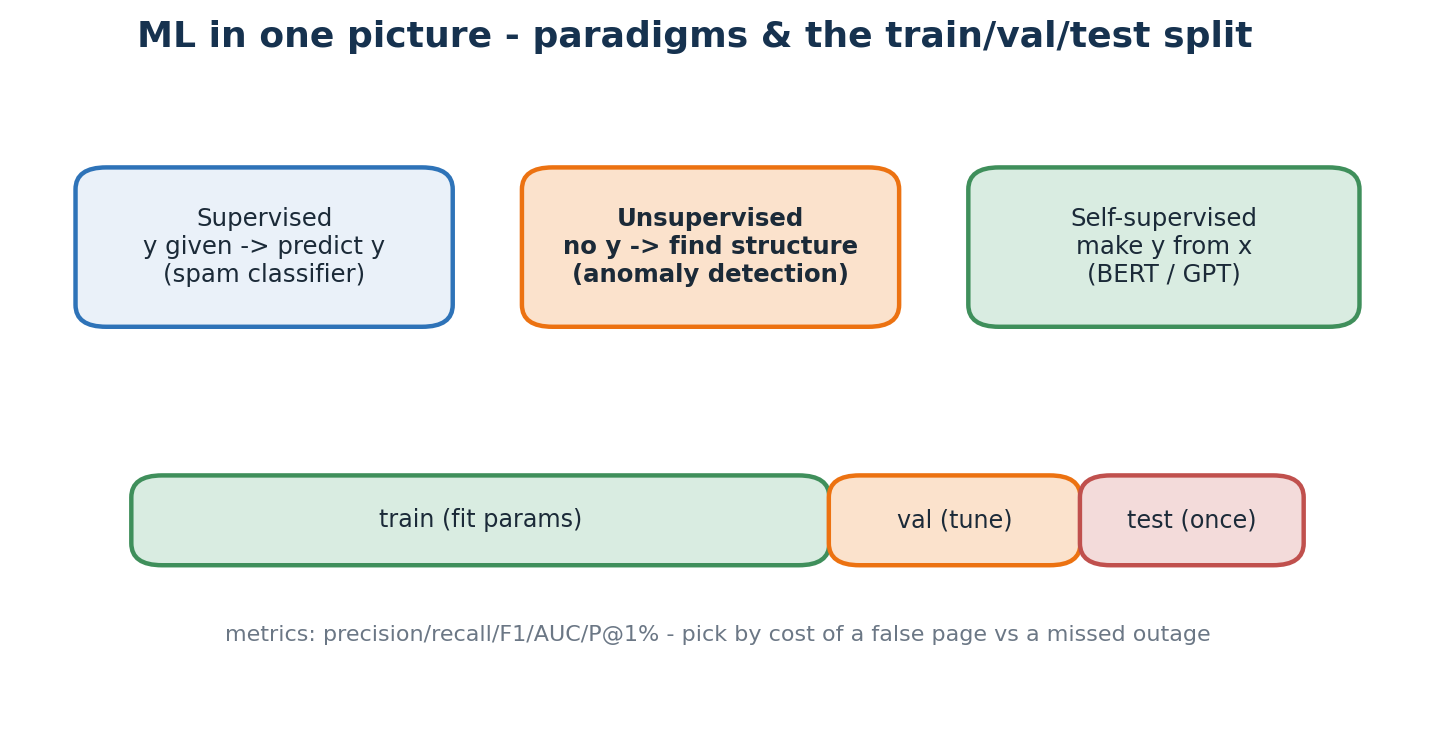 ML in one picture - paradigms & the train/val/test split
Supervised
y given -> predict y
(spam classifier)
Unsupervised
no y -> find structure
(anomaly detection)
Self-supervised
make y from x
(BERT / GPT)
train (fit params)
val (tune)
test (once)
metrics: precision/recall/F1/AUC/P@1% - pick by cost of a false page vs a missed outage